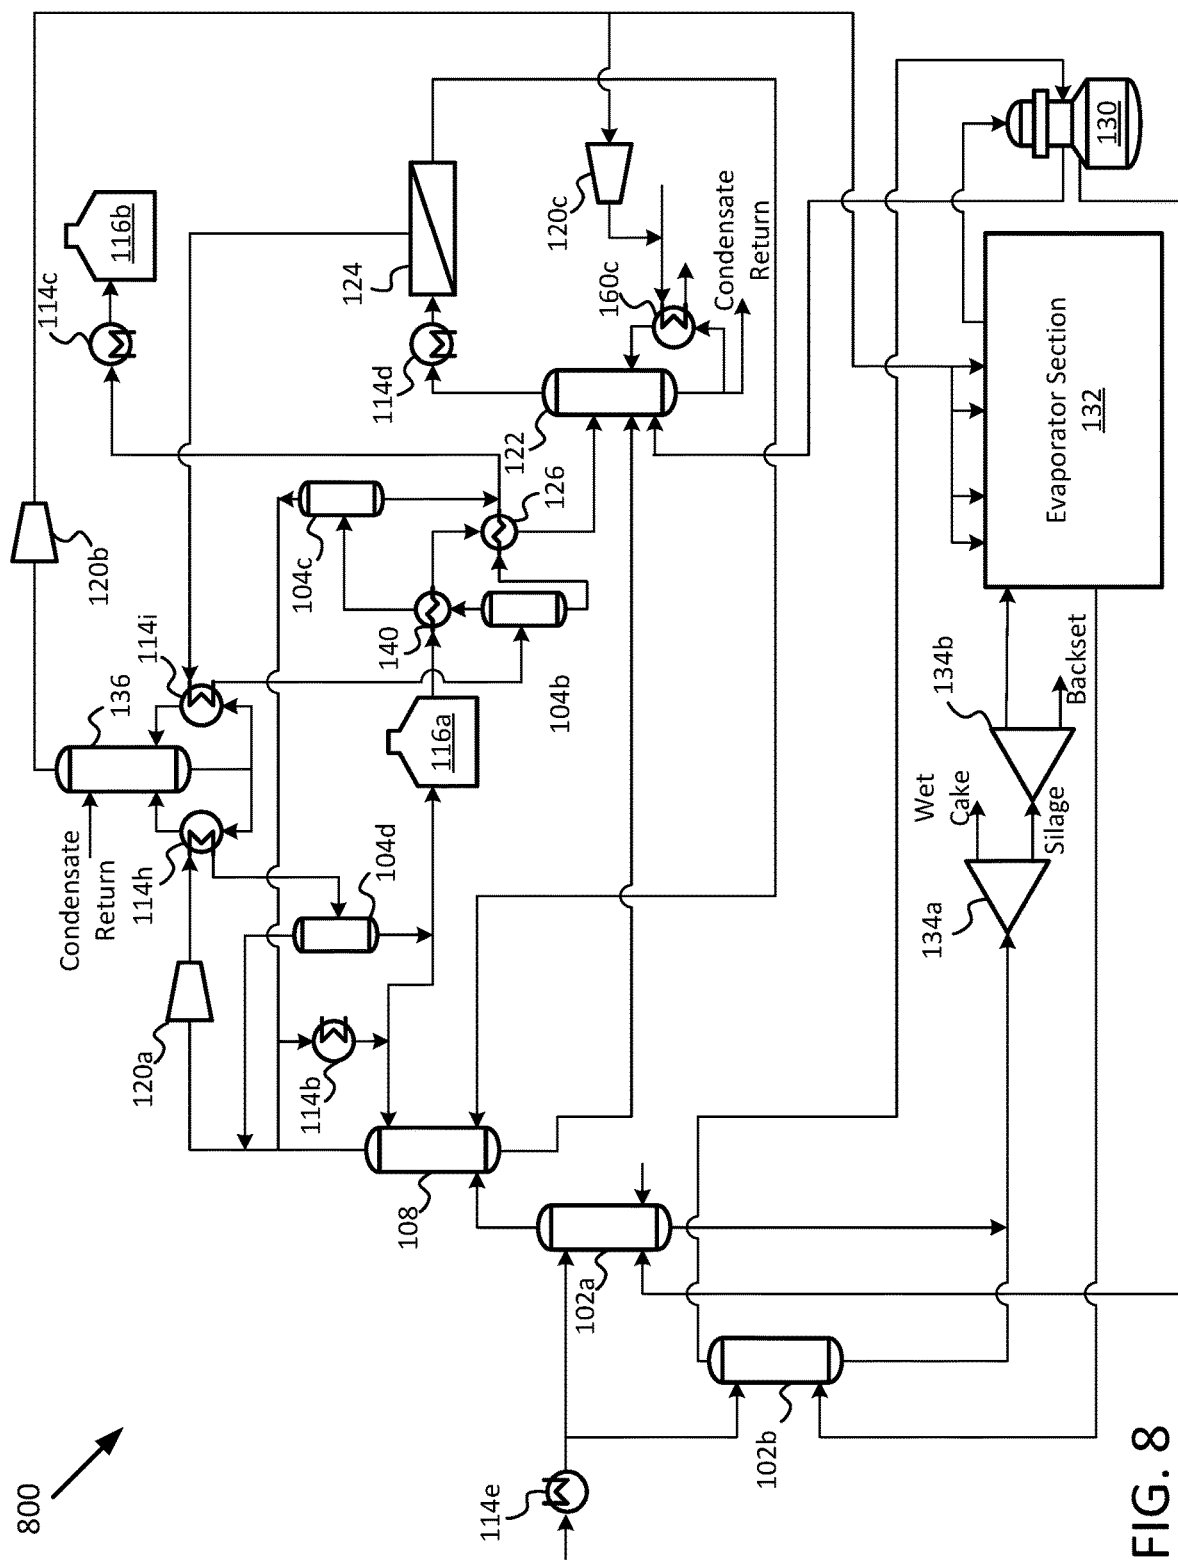 800
120b
114c
116b
136
114i
124
Condensate
Return
114h
114d
120c
160c
Condensate
Return
104c
122
126
140
116a
104b
104d
120a
114b
108
102a
102b
114e
130
Evaporator Section
132
134b
Backset
Wet
Cake
Silage
134a
FIG. 8